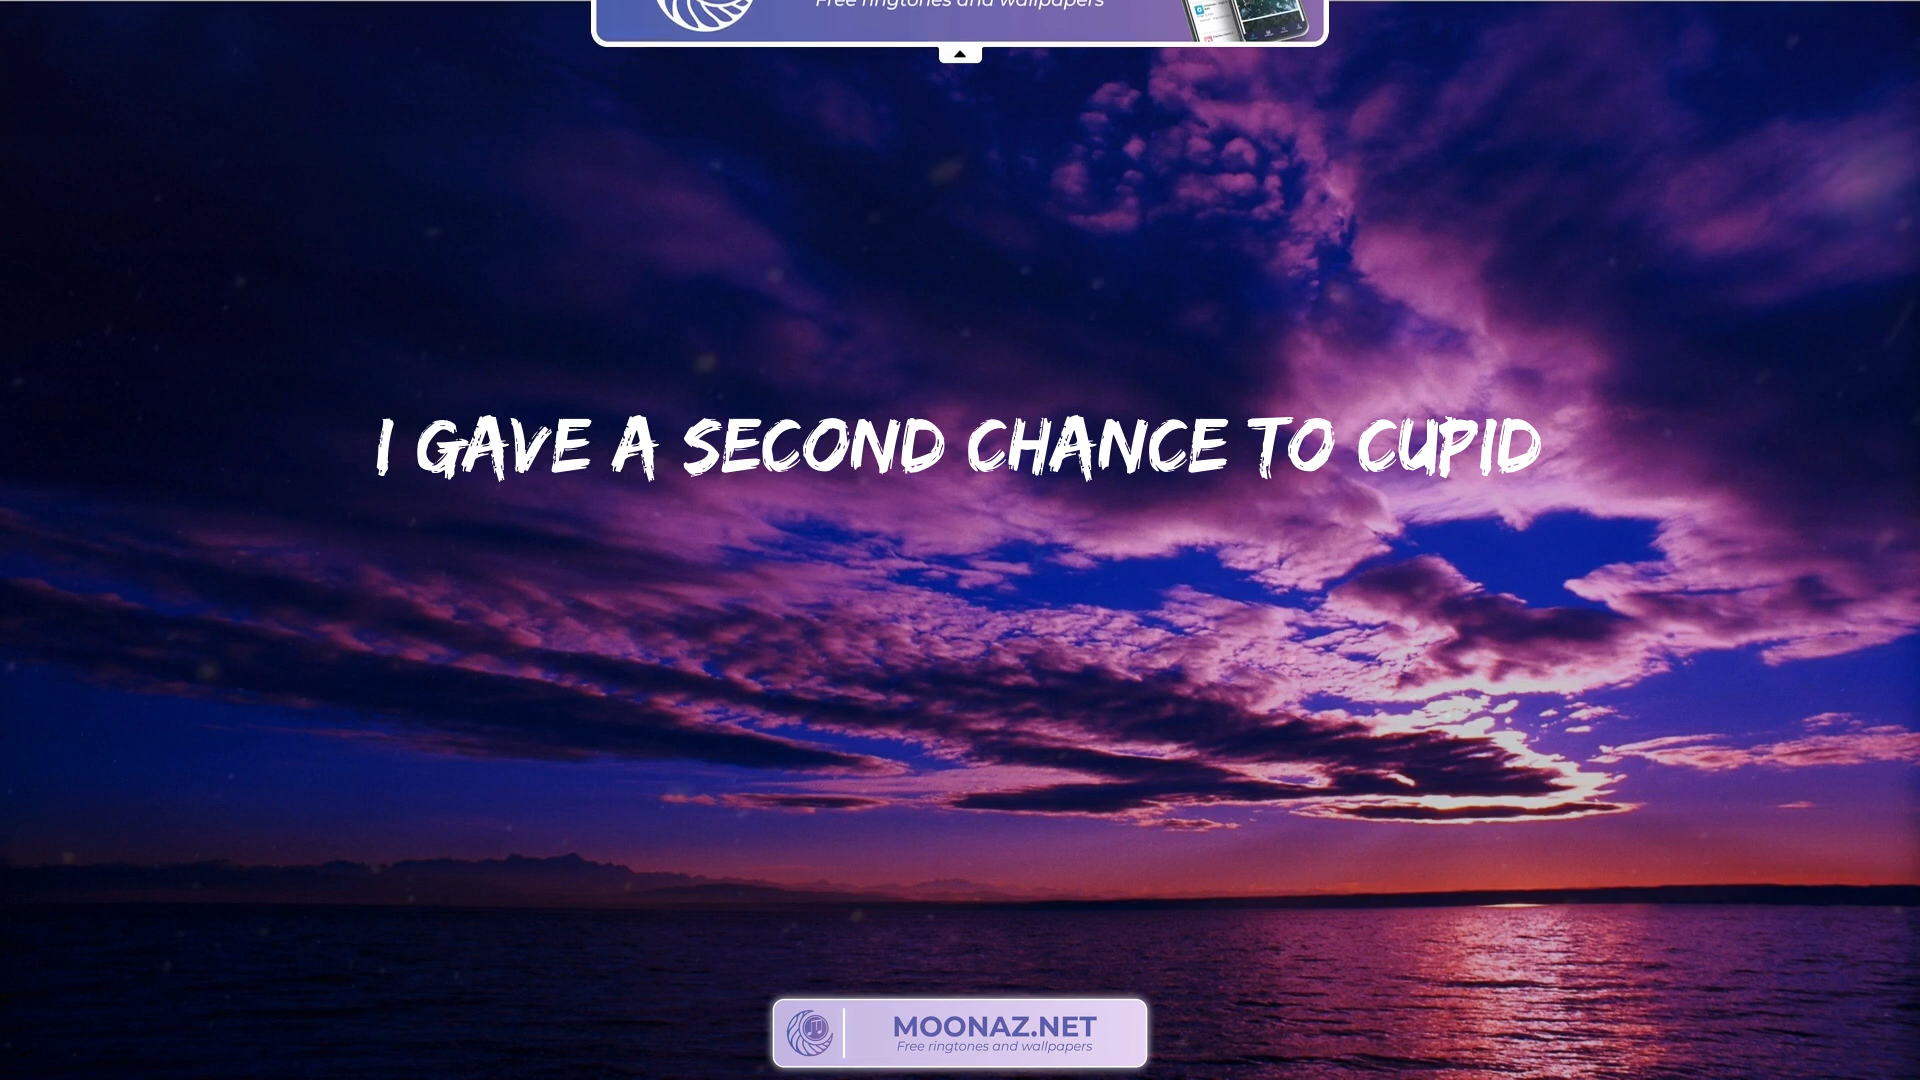 Free ringtones and wallpapers
I GAVE A SECOND CHANCE TO CUPID
MOONAZ.NET
Free ringtones and wallpapers